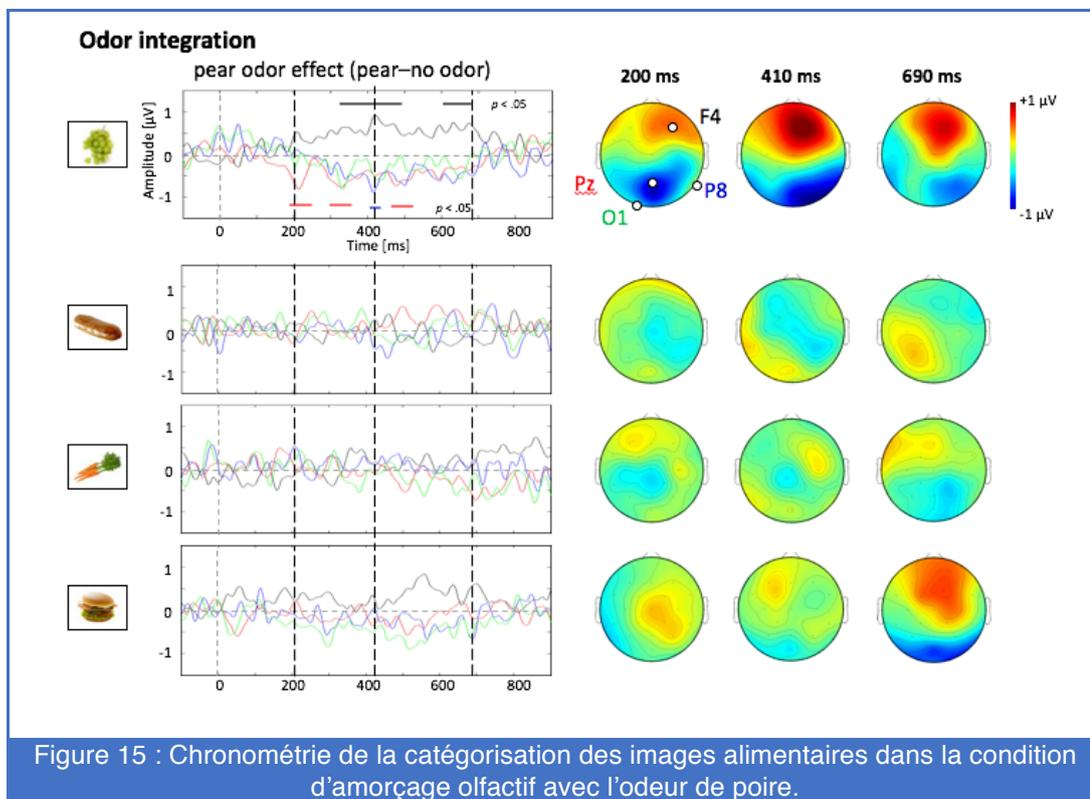 Odor integration
pear odor effect (pear–no odor)
200 ms
410 ms
690 ms
Amplitude [µV]
1
0
-1
p < .05
p < .05
0
200
400
600
800
Time [ms]
F4
Pz
P8
O1
+1 µV
-1 µV
1
0
-1
1
0
-1
1
0
-1
0
200
400
600
800
Figure 15 : Chronométrie de la catégorisation des images alimentaires dans la condition
d’amorçage olfactif avec l’odeur de poire.